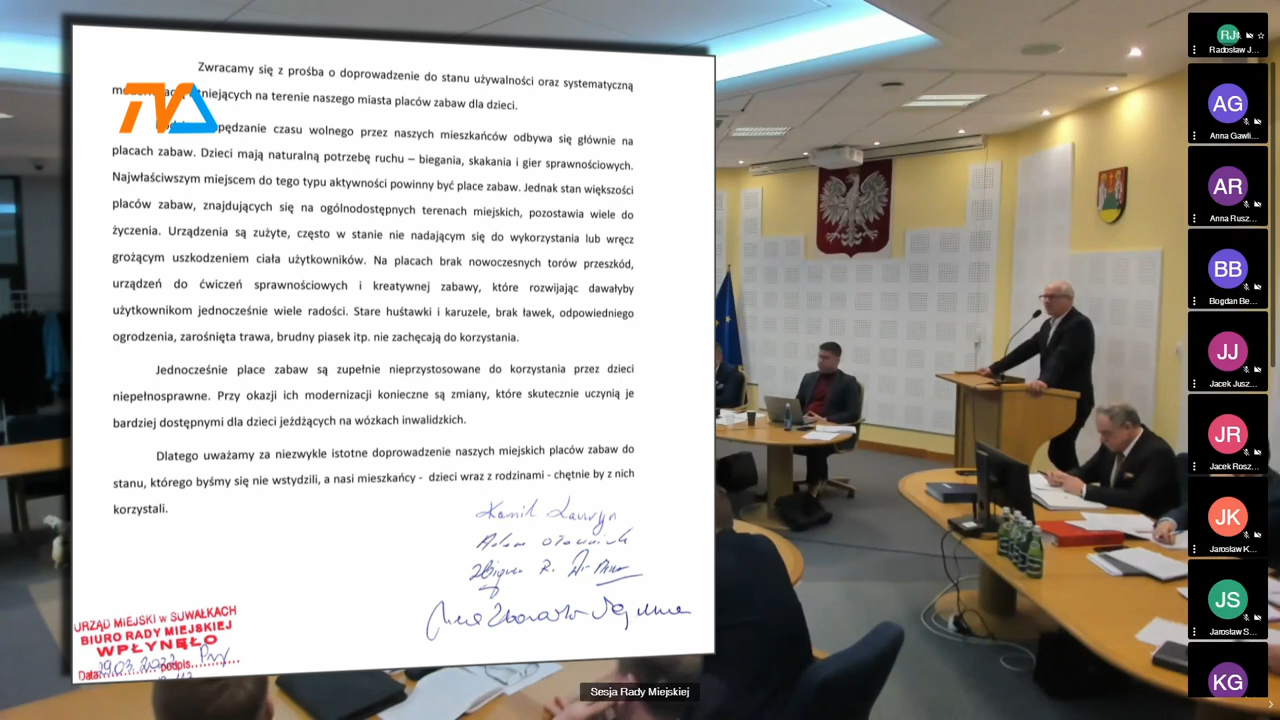 Zwracamy się z prośba o doprowadzenie do stanu używalności oraz systematyczną
tniejących na terenie naszego miasta placów zabaw dla dzieci.
pędzanie czasu wolnego przez naszych mieszkańców odbywa się głównie na
placach zabaw. Dzieci mają naturalną potrzebę ruchu – biegania, skakania i gier sprawnościowych.
Najwłaściwszym miejscem do tego typu aktywności powinny być place zabaw. Jednak stan większości
placów zabaw, znajdujących się na ogólnodostępnych terenach miejskich, pozostawia wiele do
życzenia. Urządzenia są zużyte, często w stanie nie nadającym się do wykorzystania lub wręcz
grożącym uszkodzeniem ciała użytkowników. Na placach brak nowoczesnych torów przeszkód,
urządzeń do ćwiczeń sprawnościowych i kreatywnej zabawy, które rozwijając dawałyby
użytkownikom jednocześnie wiele radości. Stare huśtawki i karuzele, brak ławek, odpowiedniego
ogrodzenia, zarośnięta trawa, brudny piasek itp. nie zachęcają do korzystania.
Jednocześnie place zabaw są zupełnie nieprzystosowane do korzystania przez dzieci
niepełnosprawne. Przy okazji ich modernizacji konieczne są zmiany, które skutecznie uczynią je
bardziej dostępnymi dla dzieci jeżdżących na wózkach inwalidzkich.
Dlatego uważamy za niezwykle istotne doprowadzenie naszych miejskich placów zabaw do
stanu, którego byśmy się nie wstydzili, a nasi mieszkańcy - dzieci wraz z rodzinami - chętnie by z nich
korzystali.
Kamil
Adam
Zbigniew R.
URZĄD MIEJSKI w SUWAŁKACH
BIURO RADY MIEJSKIEJ
WPŁYNĘŁO
Data: podpis
Sesja Rady Miejskiej
RJ
Radosław J...
AG
Anna Gawli...
AR
Anna Rusz...
BB
Bogdan Be...
JJ
Jacek Jusz...
JR
Jacek Rosz...
JK
Jarosław K...
JS
Jarosław S...
KG